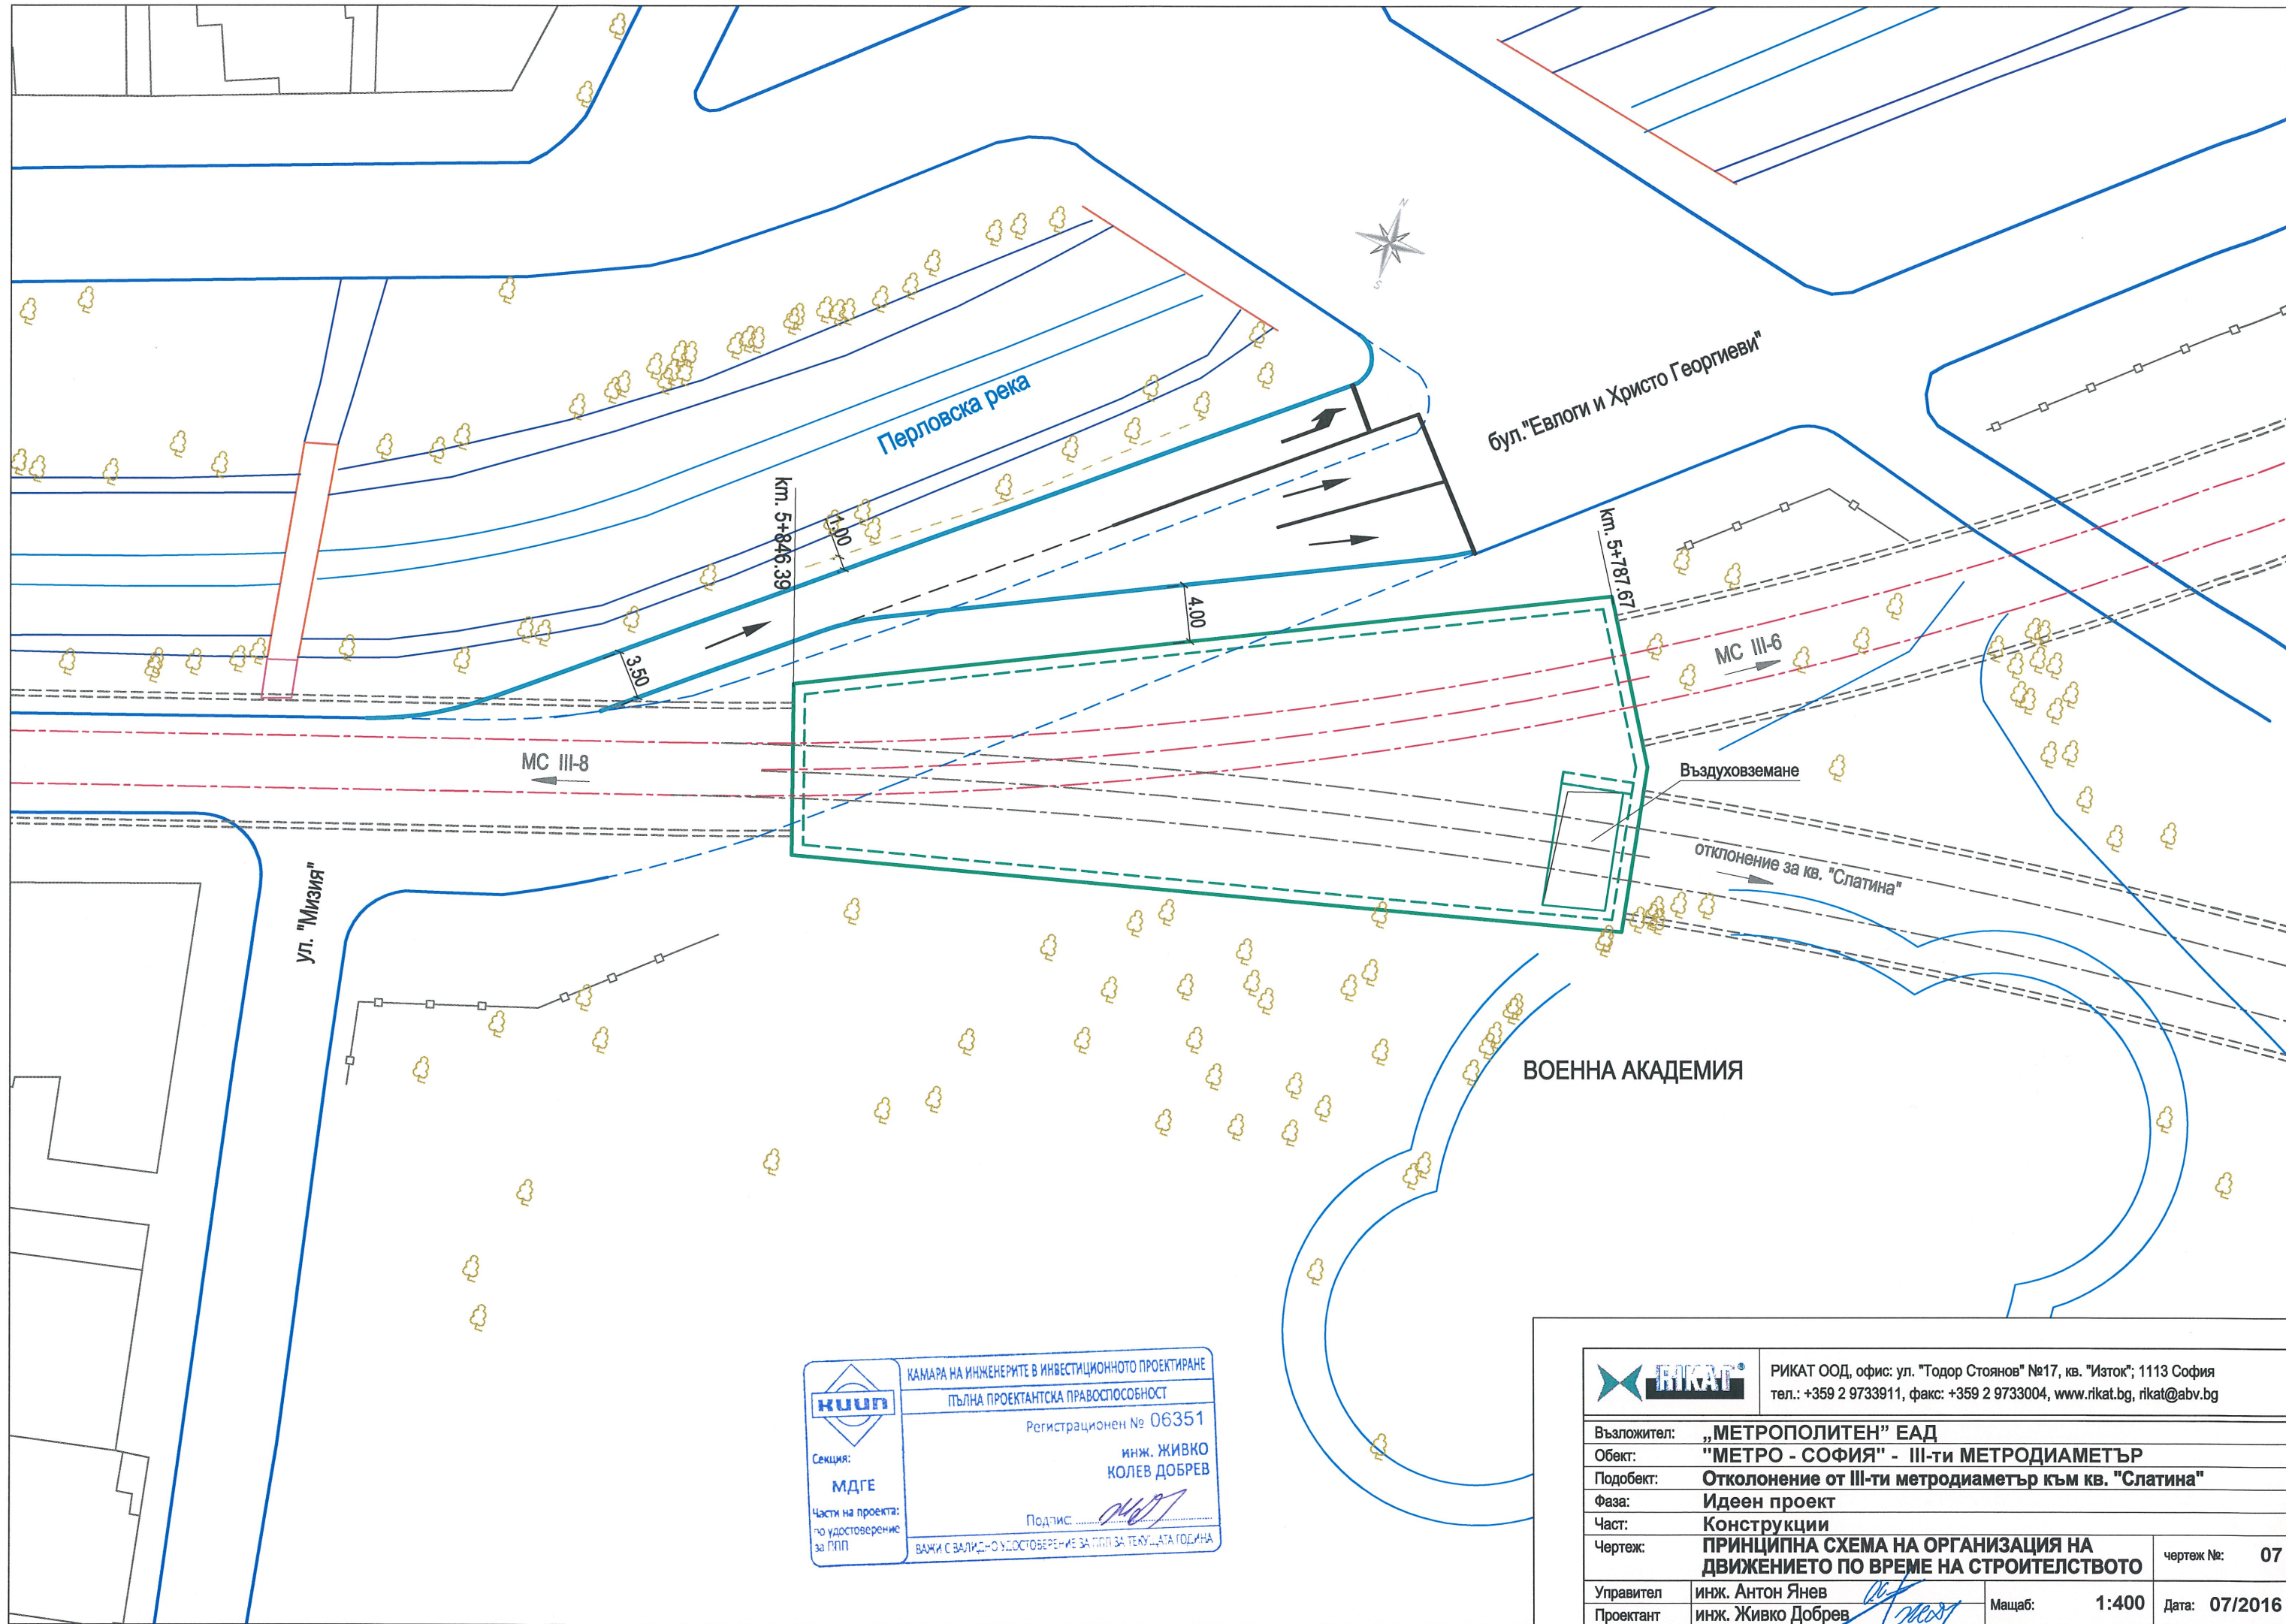 N
S
Перловска река
бул."Евлоги и Христо Георгиеви"
km. 5+846.39
1.00
km. 5+787.67
4.00
3.50
МС III-6
МС III-8
Въздуховземане
отклонение за кв. "Слатина"
ул. "Мизия"
ВОЕННА АКАДЕМИЯ
КИИП
Секция:
МДГЕ
Части на проекта:
по удостоверение
за ППП
КАМАРА НА ИНЖЕНЕРИТЕ В ИНВЕСТИЦИОННОТО ПРОЕКТИРАНЕ
ПЪЛНА ПРОЕКТАНТСКА ПРАВОСПОСОБНОСТ
Регистрационен № 06351
инж. ЖИВКО
КОЛЕВ ДОБРЕВ
Подпис:
ВАЖИ С ВАЛИДНО УДОСТОВЕРЕНИЕ ЗА ППП ЗА ТЕКУЩАТА ГОДИНА
RIKAT®
РИКАТ ООД, офис: ул. "Тодор Стоянов" №17, кв. "Изток"; 1113 София
тел.: +359 2 9733911, факс: +359 2 9733004, www.rikat.bg, rikat@abv.bg
Възложител: „МЕТРОПОЛИТЕН” ЕАД
Обект: "МЕТРО - СОФИЯ" - III-ти МЕТРОДИАМЕТЪР
Подобект: Отколонение от III-ти метродиаметър към кв. "Слатина"
Фаза: Идеен проект
Част: Конструкции
Чертеж: ПРИНЦИПНА СХЕМА НА ОРГАНИЗАЦИЯ НА
ДВИЖЕНИЕТО ПО ВРЕМЕ НА СТРОИТЕЛСТВОТО
чертеж №: 07
Управител инж. Антон Янев
Проектант инж. Живко Добрев
Мащаб: 1:400 Дата: 07/2016